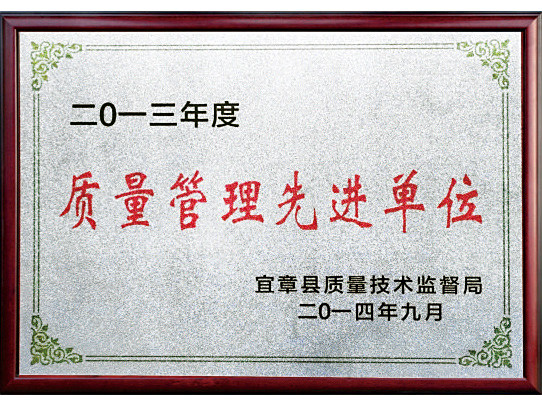 二0一三年度
质量管理先进单位
宜章县质量技术监督局
二0一四年九月